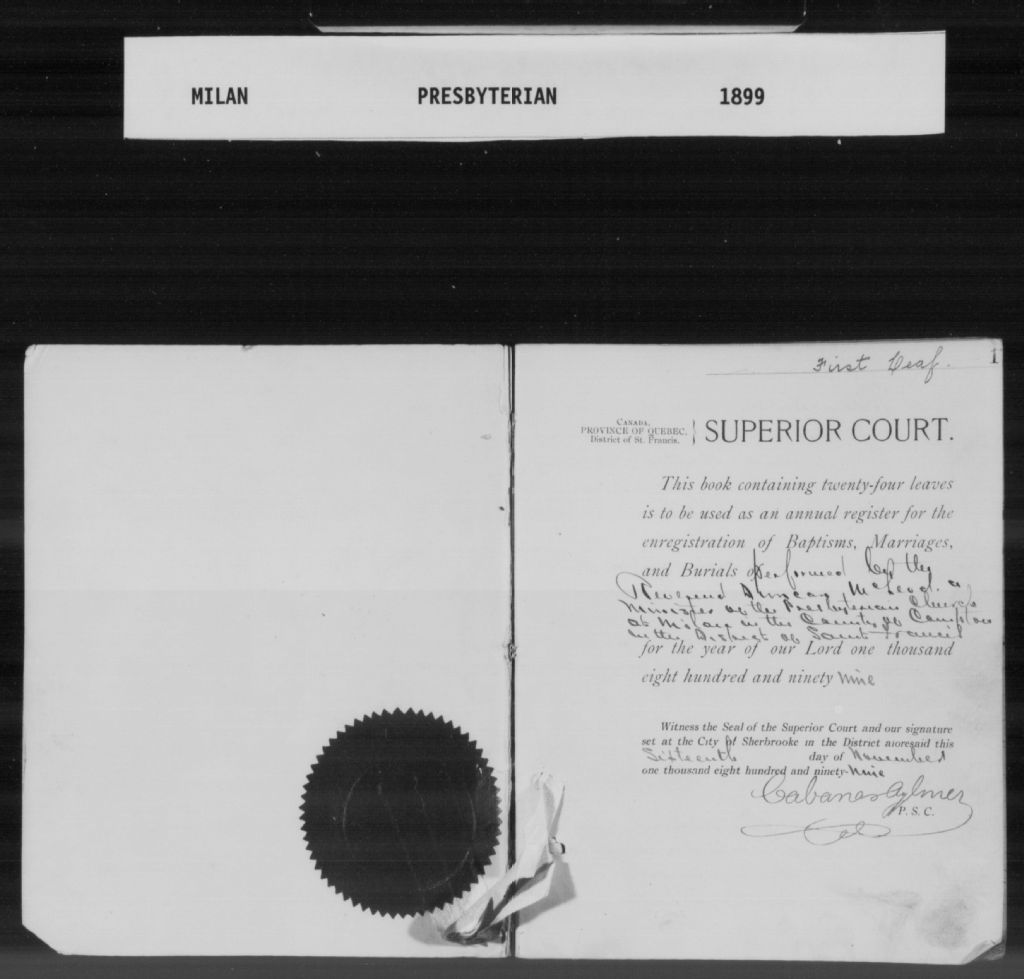 MILAN PRESBYTERIAN 1899
First Leaf. 1
CANADA,
PROVINCE OF QUEBEC,
District of St. Francis.
SUPERIOR COURT.
This book containing twenty-four leaves
is to be used as an annual register for the
enregistration of Baptisms, Marriages,
and Burials performed by the
Reverend Duncan McLeod. a
Minister of the Presbyterian Church
at Milan in the County of Compton
in the District of Saint Francis
for the year of our Lord one thousand
eight hundred and ninety nine
Witness the Seal of the Superior Court and our signature
set at the City of Sherbrooke in the District aforesaid this
Sixteenth day of November
one thousand eight hundred and ninety-nine
Cabana & Aylmer
P. S. C.